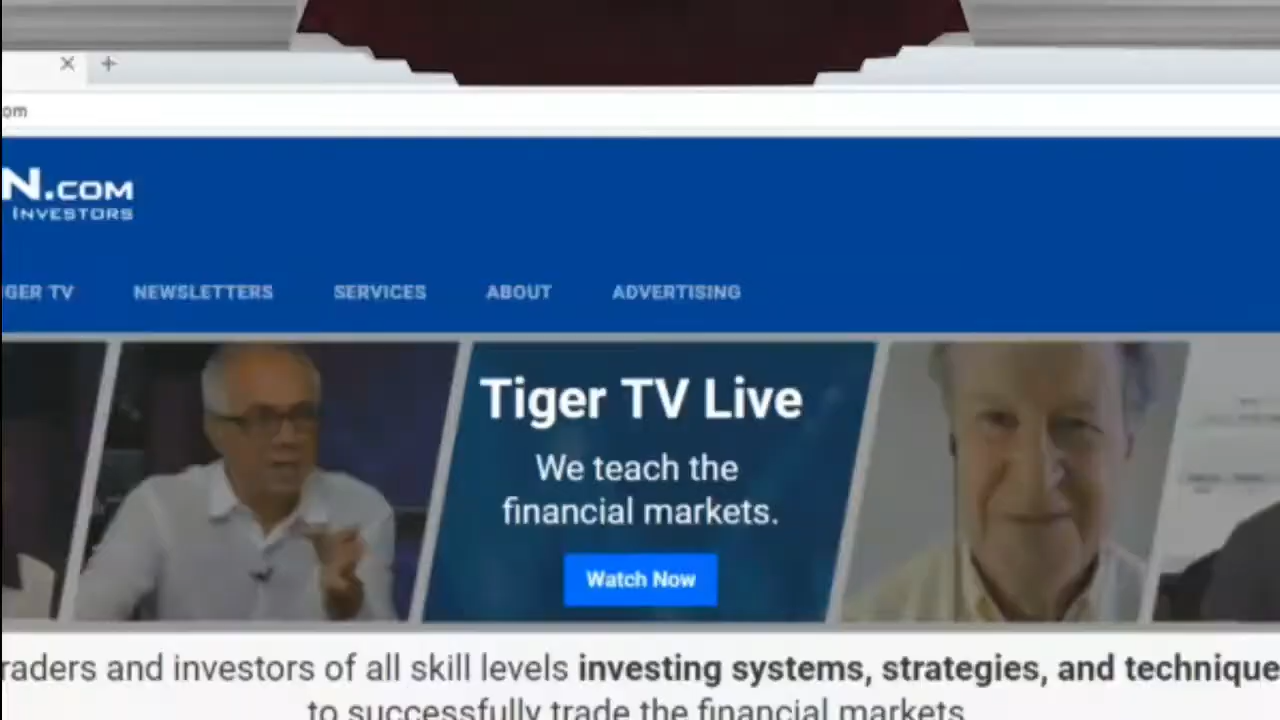 om
N.COM
INVESTORS
IGER TV NEWSLETTERS SERVICES ABOUT ADVERTISING
Tiger TV Live
We teach the
financial markets.
Watch Now
raders and investors of all skill levels investing systems, strategies, and technique
to successfully trade the financial markets